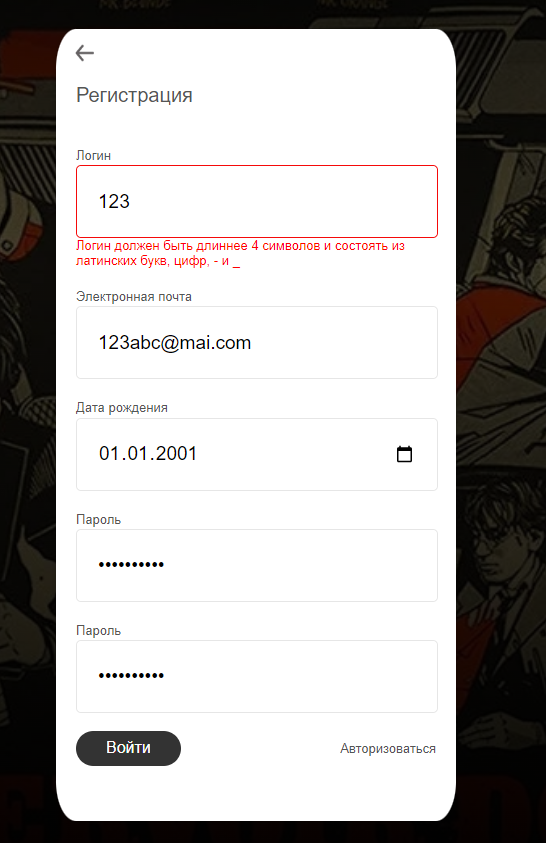 Регистрация
Логин
123
Логин должен быть длиннее 4 символов и состоять из
латинских букв, цифр, - и _
Электронная почта
123abc@mai.com
Дата рождения
01.01.2001
Пароль
••••••••••
Пароль
••••••••••
Войти
Авторизоваться